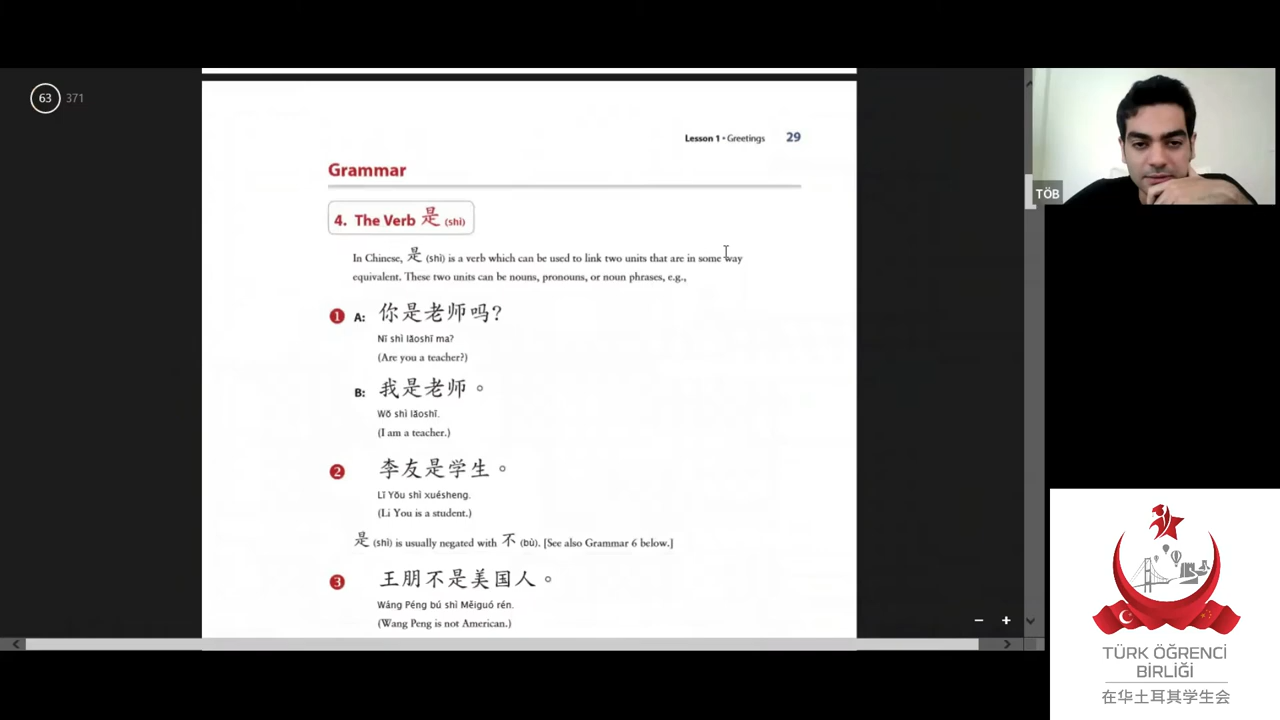 63 371
Lesson 1 • Greetings 29
Grammar
4. The Verb 是 (shì)
In Chinese, 是 (shì) is a verb which can be used to link two units that are in some way
equivalent. These two units can be nouns, pronouns, or noun phrases, e.g.,
1 A: 你是老师吗?
Nǐ shì lǎoshī ma?
(Are you a teacher?)
B: 我是老师。
Wǒ shì lǎoshī.
(I am a teacher.)
2 李友是学生。
Lǐ Yǒu shì xuésheng.
(Li You is a student.)
是 (shì) is usually negated with 不 (bù). [See also Grammar 6 below.]
3 王朋不是美国人。
Wáng Péng bú shì Měiguó rén.
(Wang Peng is not American.)
TÖB
TÜRK ÖĞRENCİ
BİRLİĞİ
在华土耳其学生会